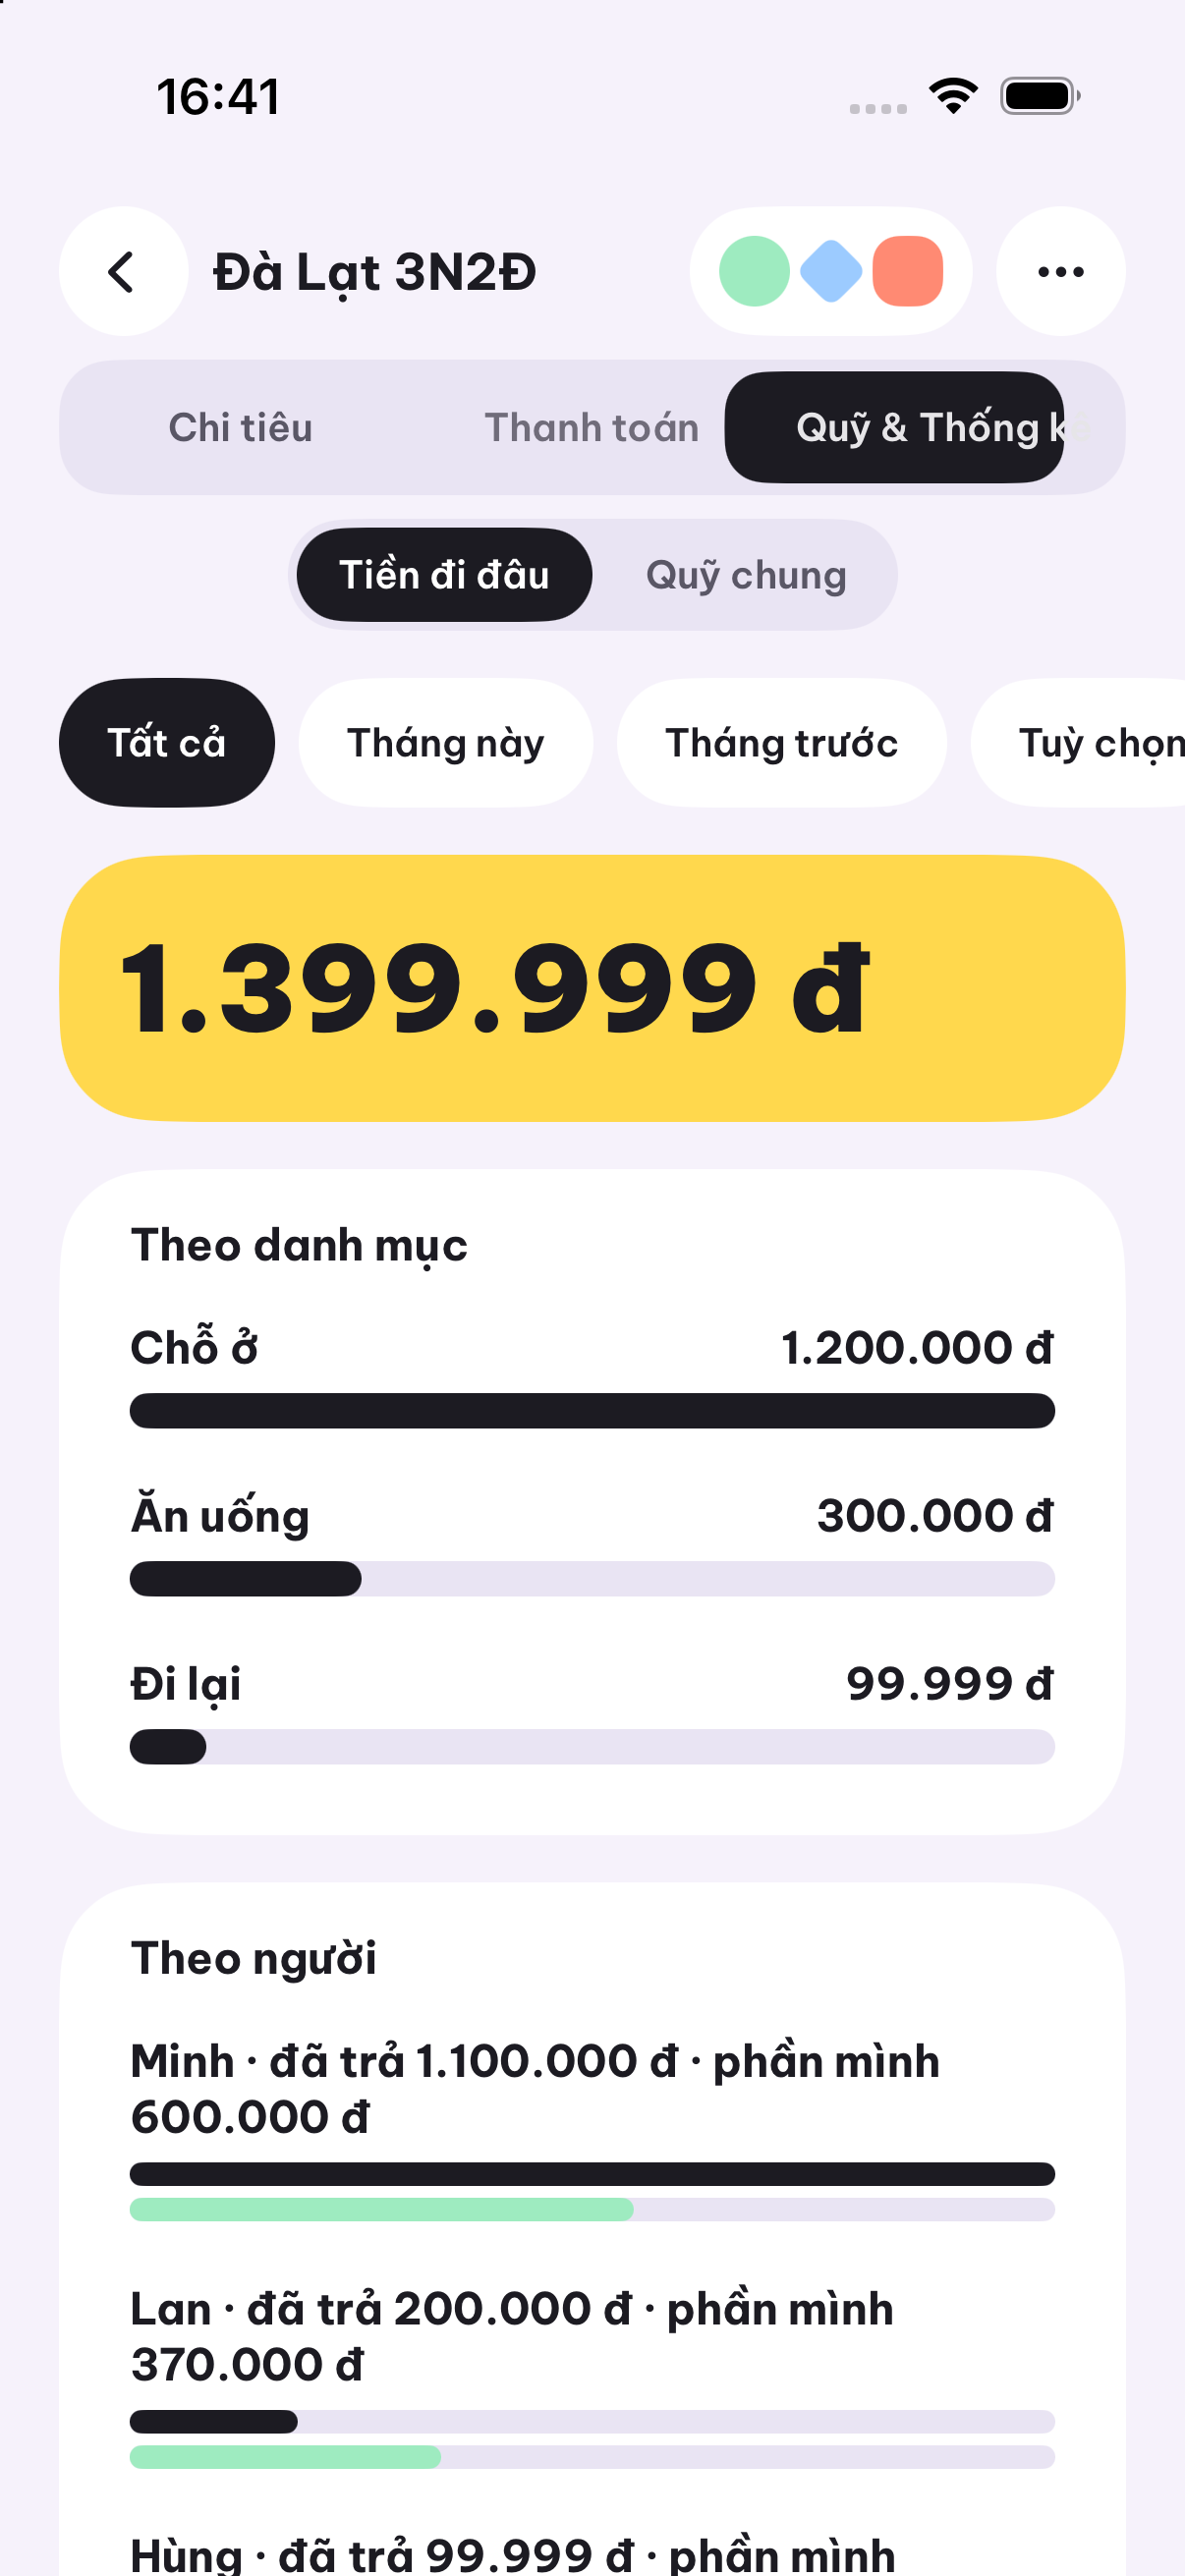 16:41
Đà Lạt 3N2Đ
Chi tiêu
Thanh toán
Quỹ & Thống k
Tiền đi đâu
Quỹ chung
Tất cả
Tháng này
Tháng trước
Tuỳ chọn
1.399.999 đ
Theo danh mục
Chỗ ở
1.200.000 đ
Ăn uống
300.000 đ
Đi lại
99.999 đ
Theo người
Minh · đã trả 1.100.000 đ · phần mình
600.000 đ
Lan · đã trả 200.000 đ · phần mình
370.000 đ
Hùng · đã trả 99.999 đ · phần mình